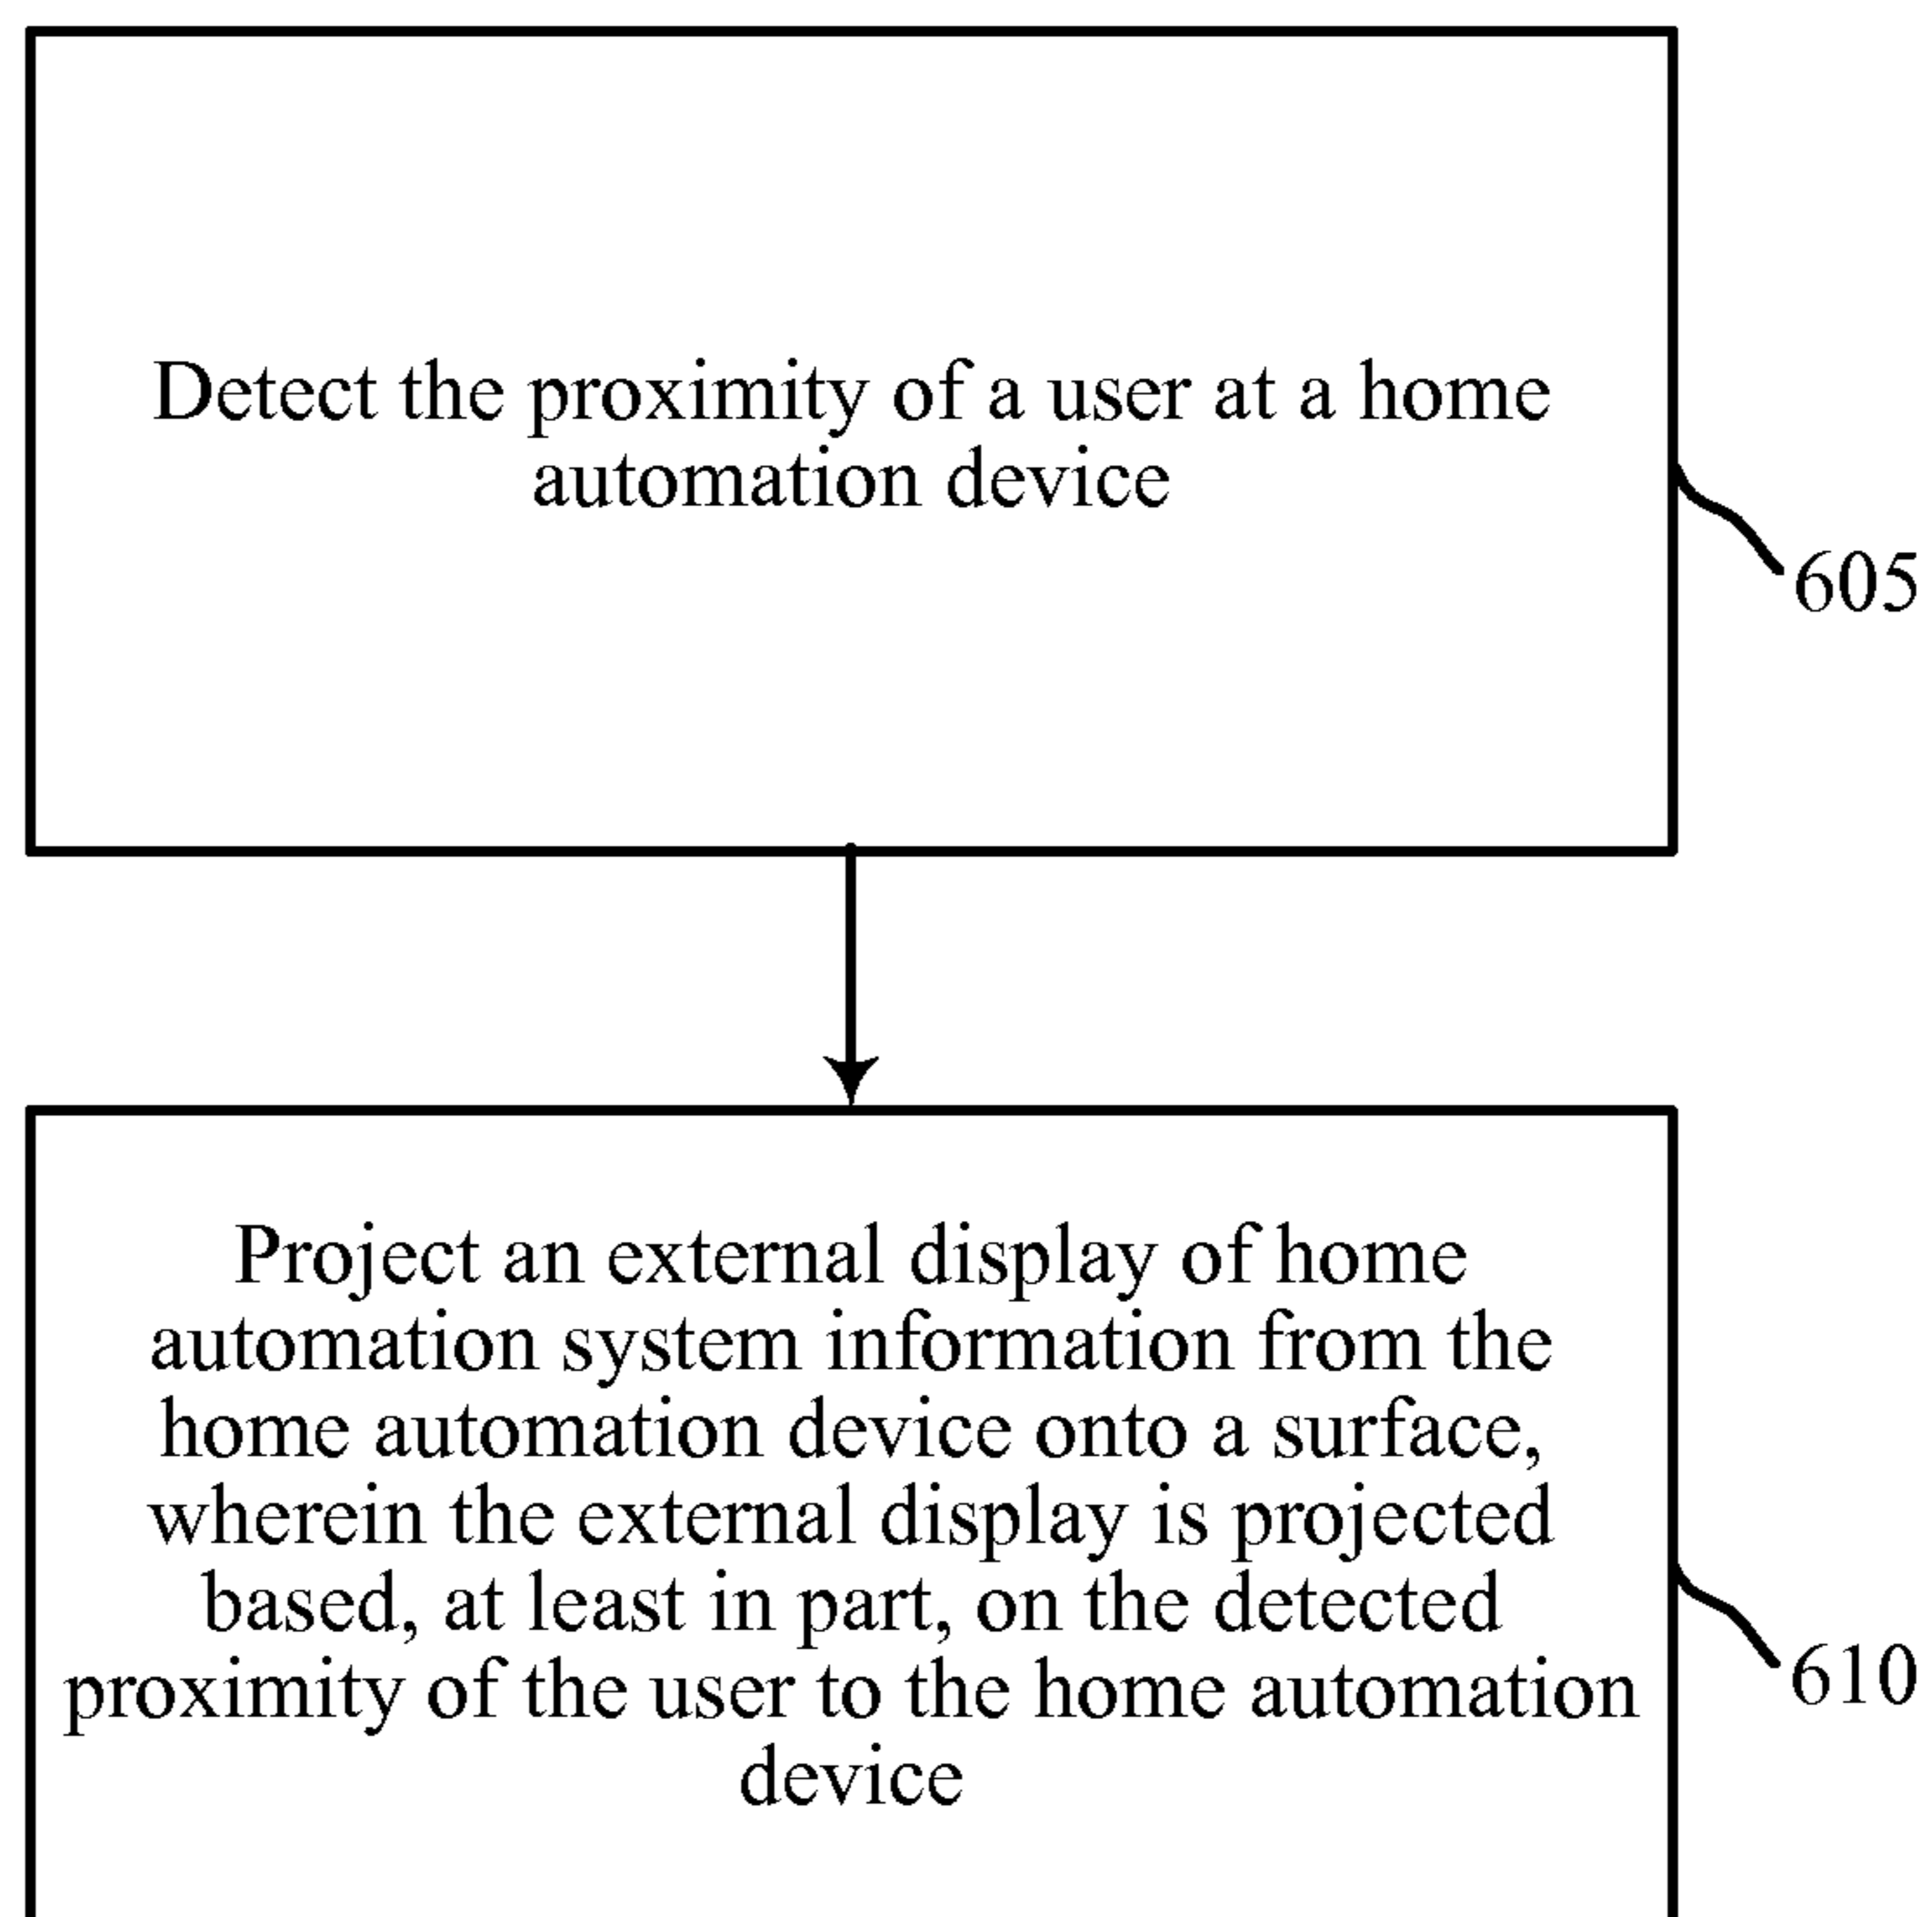 Detect the proximity of a user at a home
automation device
605
Project an external display of home
automation system information from the
home automation device onto a surface,
wherein the external display is projected
based, at least in part, on the detected
proximity of the user to the home automation
device
610